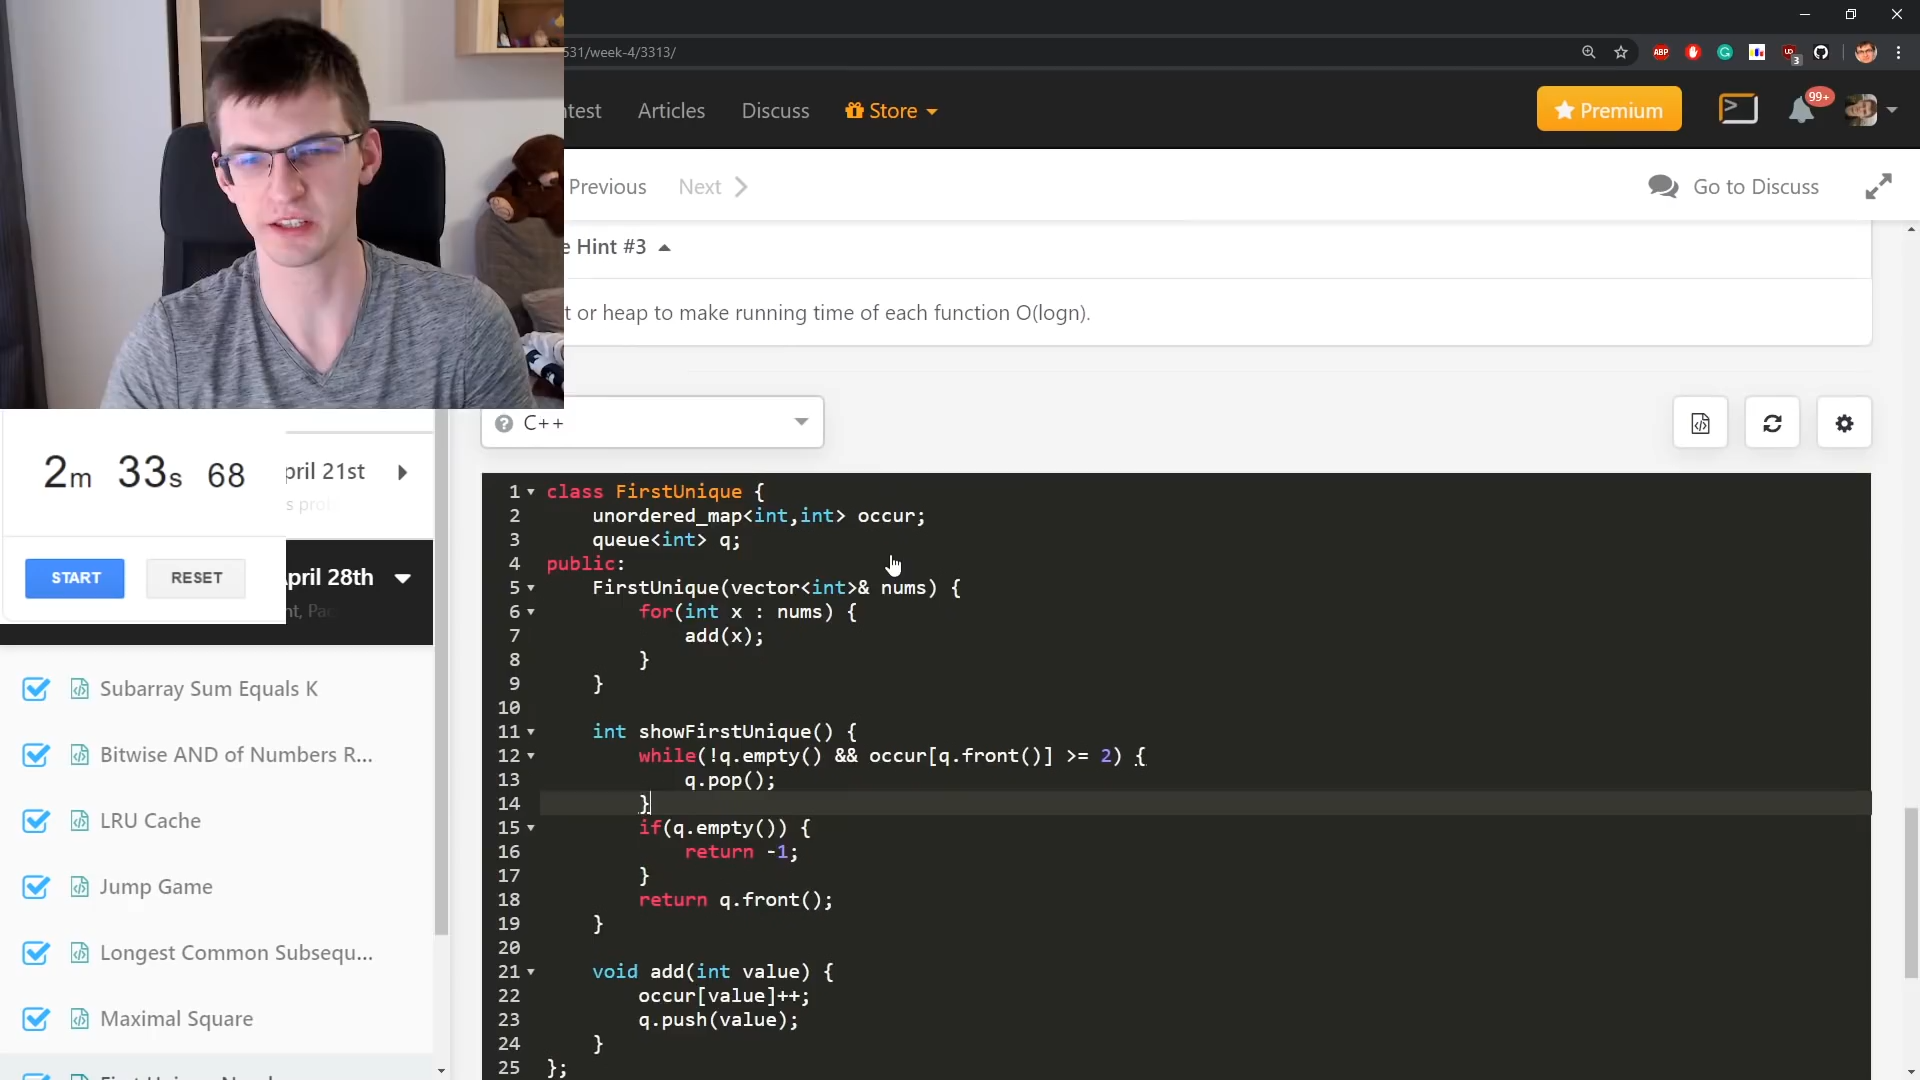 531/week-4/3313/
ABP
UD
3
ntest
Articles
Discuss
Store
Premium
99+
Previous
Next
Go to Discuss
e Hint #3
t or heap to make running time of each function O(logn).
C++
2m 33s 68
START
RESET
pril 21st
April 28th
Subarray Sum Equals K
Bitwise AND of Numbers R...
LRU Cache
Jump Game
Longest Common Subsequ...
Maximal Square
1 class FirstUnique {
2 unordered_map<int,int> occur;
3 queue<int> q;
4 public:
5 FirstUnique(vector<int>& nums) {
6 for(int x : nums) {
7 add(x);
8 }
9 }
10
11 int showFirstUnique() {
12 while(!q.empty() && occur[q.front()] >= 2) {
13 q.pop();
14 }
15 if(q.empty()) {
16 return -1;
17 }
18 return q.front();
19 }
20
21 void add(int value) {
22 occur[value]++;
23 q.push(value);
24 }
25 };